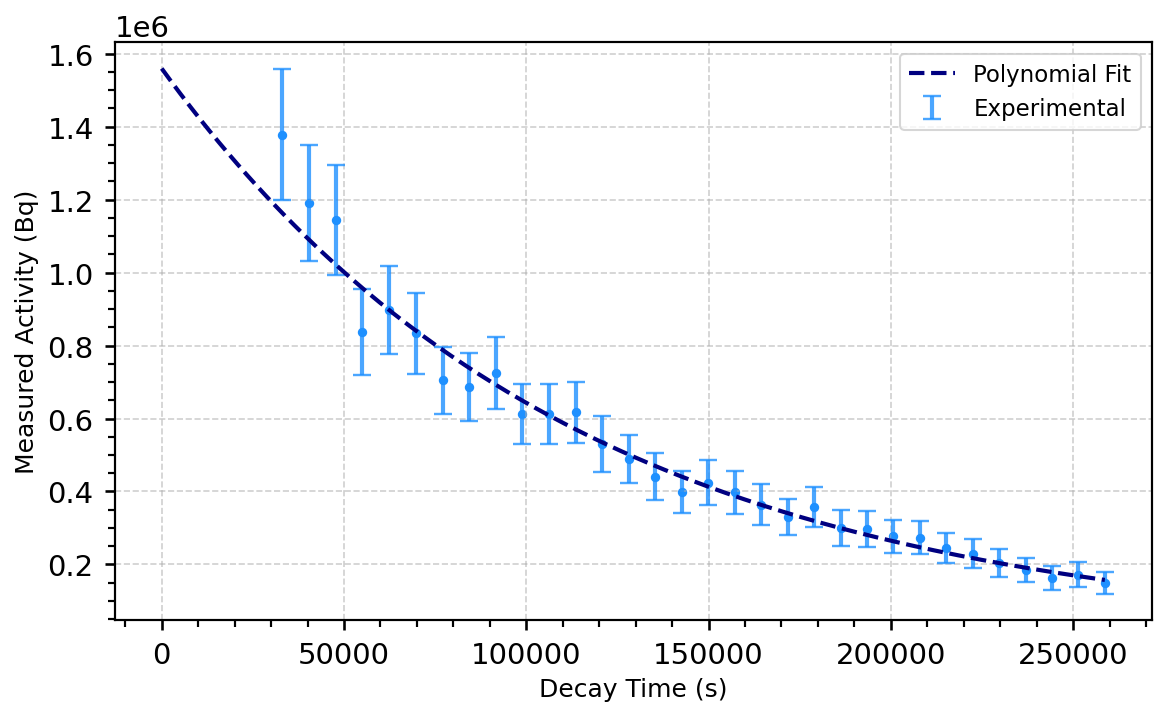 1e6
1.6
1.4
1.2
1.0
0.8
0.6
0.4
0.2
Measured Activity (Bq)
Polynomial Fit
Experimental
0 50000 100000 150000 200000 250000
Decay Time (s)